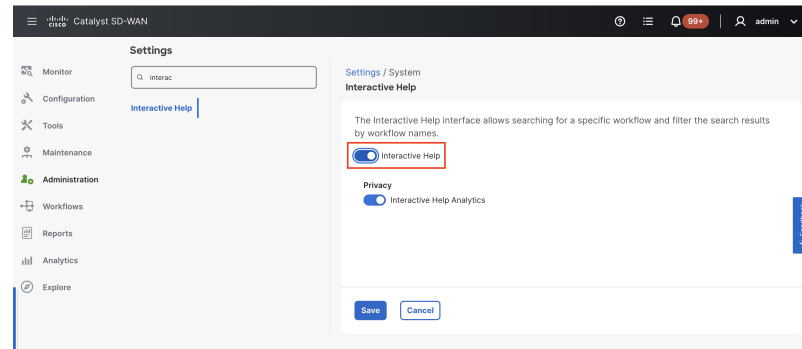 cisco Catalyst SD-WAN
99+
admin
Settings
Monitor
Configuration
Tools
Maintenance
Administration
Workflows
Reports
Analytics
Explore
interac
Interactive Help
Settings / System
Interactive Help
The Interactive Help interface allows searching for a specific workflow and filter the search results
by workflow names.
Interactive Help
Privacy
Interactive Help Analytics
Save
Cancel